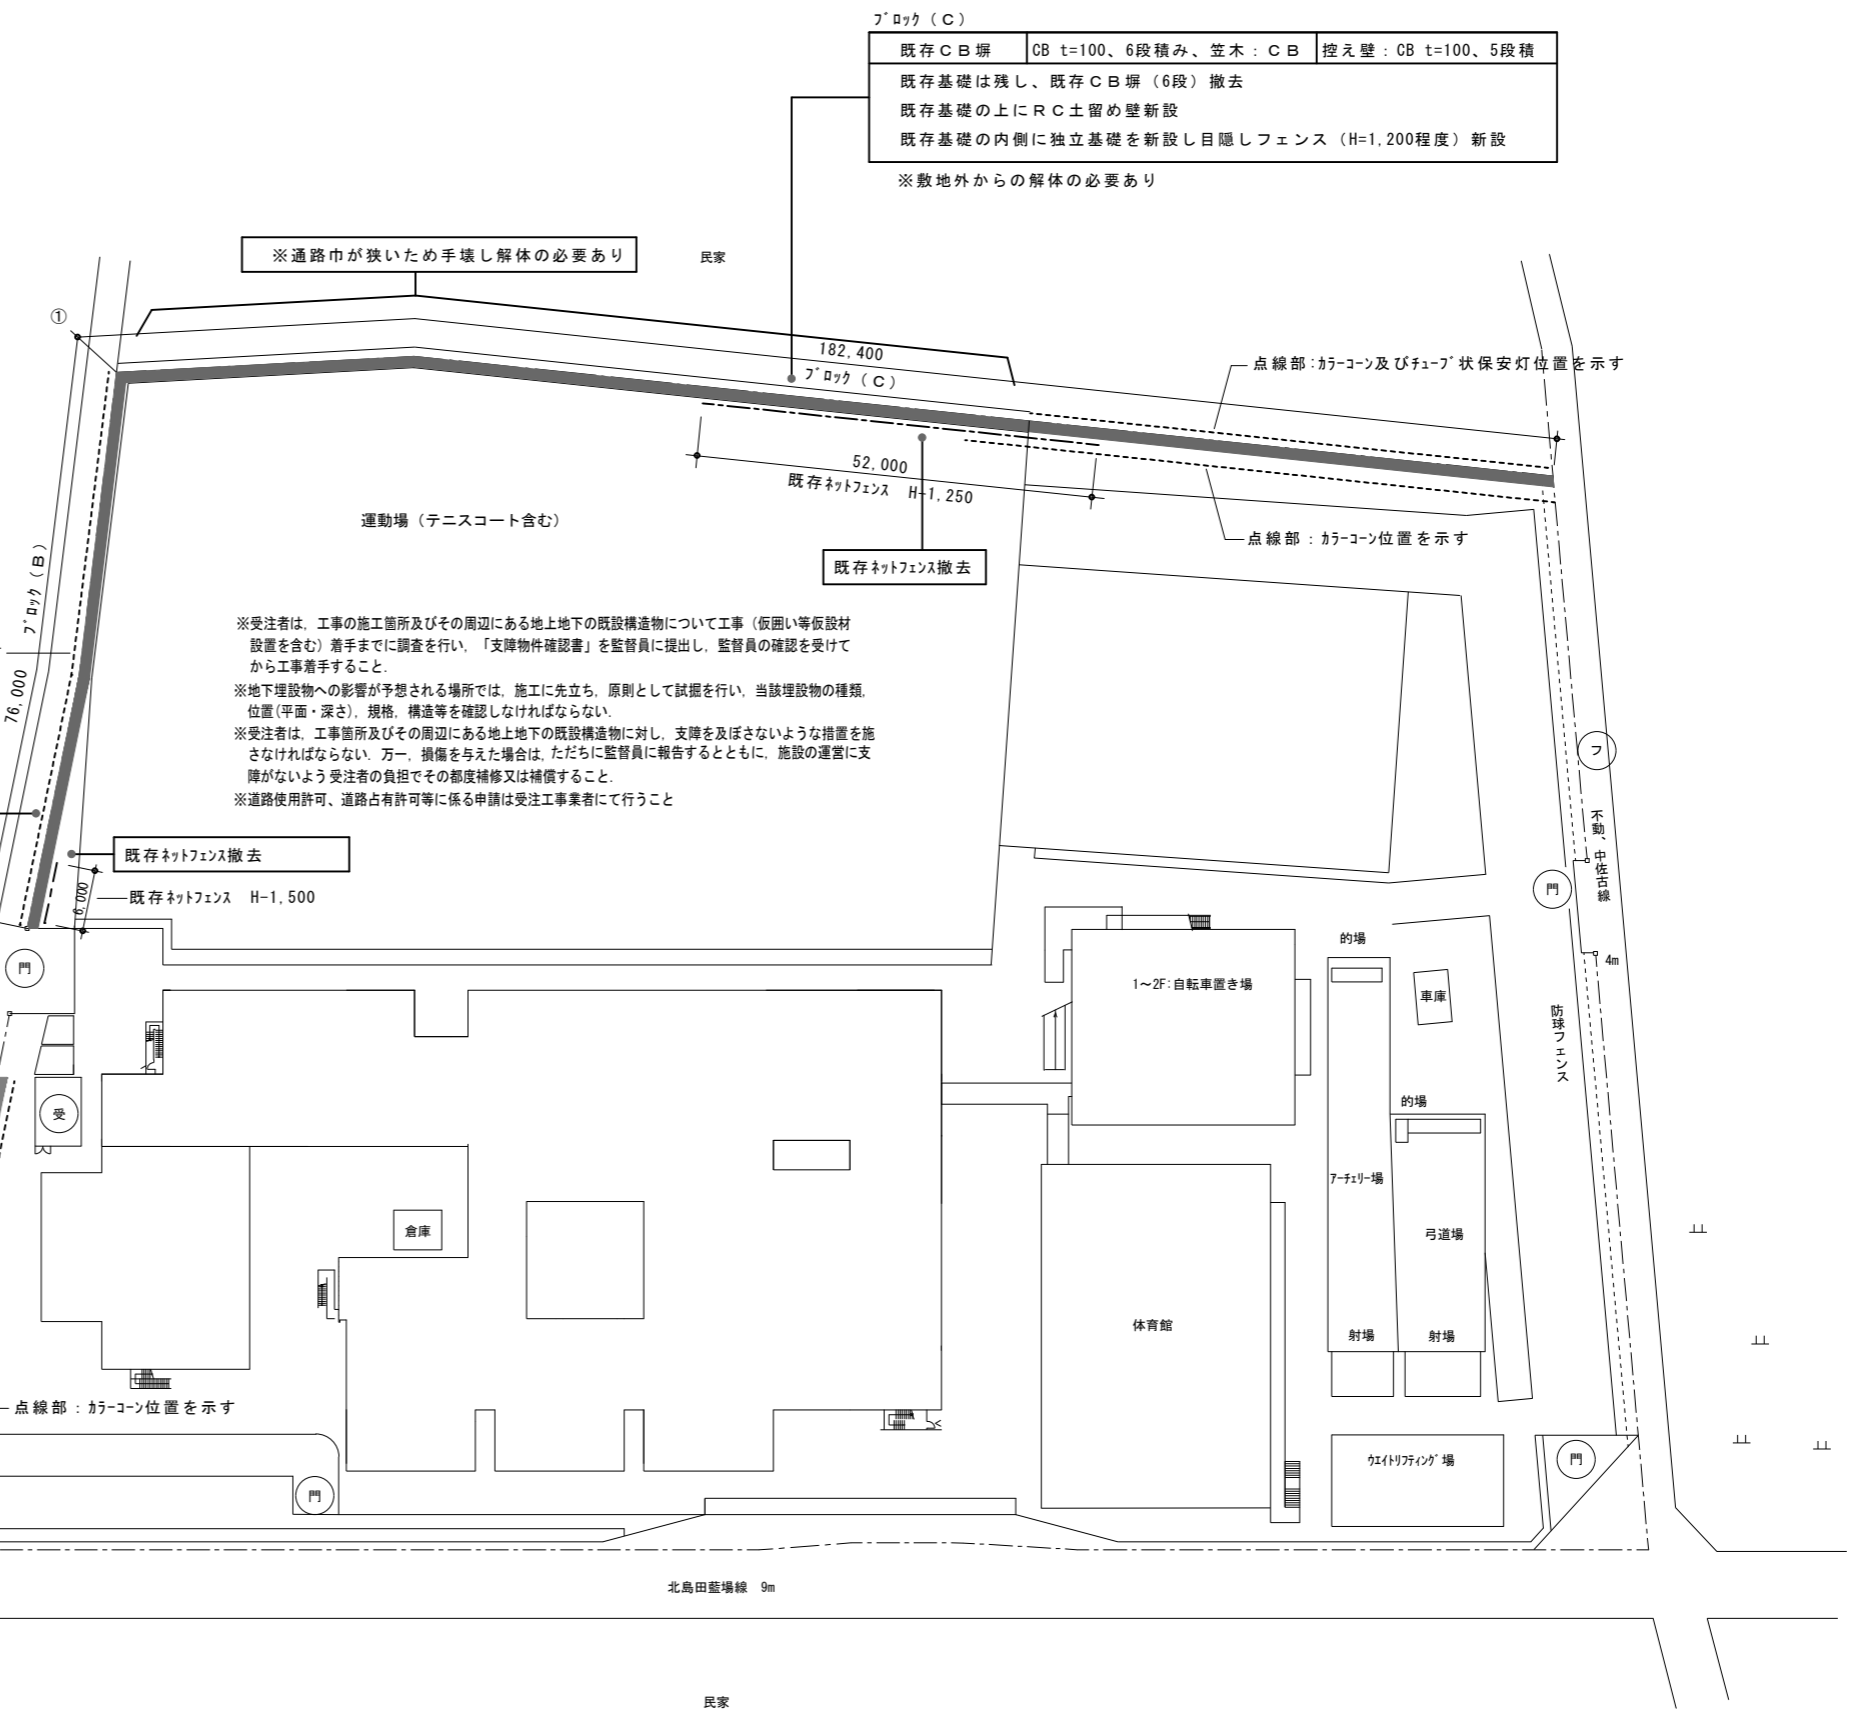 ﾌﾞﾛｯｸ（C）
既存CB塀 CB t=100、6段積み、笠木：CB 控え壁：CB t=100、5段積
既存基礎は残し、既存CB塀（6段）撤去
既存基礎の上にRC土留め壁新設
既存基礎の内側に独立基礎を新設し目隠しフェンス（H=1,200程度）新設
※敷地外からの解体の必要あり
※通路巾が狭いため手壊し解体の必要あり
民家
①
182,400
ﾌﾞﾛｯｸ（C）
点線部:ｶﾗｰｺｰﾝ及びﾁｭｰﾌﾞ状保安灯位置を示す
52,000
既存ﾈｯﾄﾌｪﾝｽ H-1,250
運動場（テニスコート含む）
点線部：ｶﾗｰｺｰﾝ位置を示す
既存ﾈｯﾄﾌｪﾝｽ撤去
ﾌﾞﾛｯｸ（B）
76,000
※受注者は，工事の施工箇所及びその周辺にある地上地下の既設構造物について工事（仮囲い等仮設材
設置を含む）着手までに調査を行い，「支障物件確認書」を監督員に提出し，監督員の確認を受けて
から工事着手すること．
※地下埋設物への影響が予想される場所では，施工に先立ち，原則として試掘を行い，当該埋設物の種類，
位置(平面・深さ)，規格，構造等を確認しなければならない．
※受注者は，工事箇所及びその周辺にある地上地下の既設構造物に対し，支障を及ぼさないような措置を施
さなければならない．万一，損傷を与えた場合は，ただちに監督員に報告するとともに，施設の運営に支
障がないよう受注者の負担でその都度補修又は補償すること．
※道路使用許可、道路占有許可等に係る申請は受注工事業者にて行うこと
フ
不動、中佐古線
既存ﾈｯﾄﾌｪﾝｽ撤去
6,000
既存ﾈｯﾄﾌｪﾝｽ H-1,500
門
門
的場
4m
1～2F:自転車置き場
車庫
防球フェンス
受
的場
ｱｰﾁｪﾘｰ場
倉庫
弓道場
体育館
射場
射場
点線部：ｶﾗｰｺｰﾝ位置を示す
ｳｴｲﾄﾘﾌﾃｨﾝｸﾞ場
門
門
北島田藍場線 9m
民家